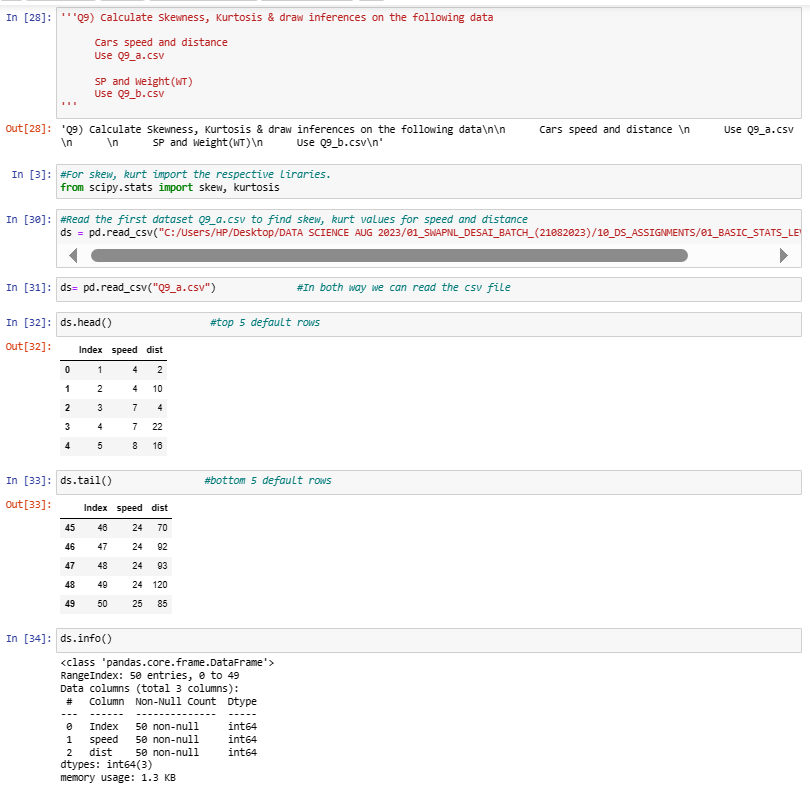 In [28]: '''Q9) Calculate Skewness, Kurtosis & draw inferences on the following data
Cars speed and distance
Use Q9_a.csv
SP and Weight(WT)
Use Q9_b.csv
'''
Out[28]: 'Q9) Calculate Skewness, Kurtosis & draw inferences on the following data\n\n     Cars speed and distance \n     Use Q9_a.csv
\n     \n     SP and Weight(WT)\n     Use Q9_b.csv\n'
In [3]: #For skew, kurt import the respective liraries.
from scipy.stats import skew, kurtosis
In [30]: #Read the first dataset Q9_a.csv to find skew, kurt values for speed and distance
ds = pd.read_csv("C:/Users/HP/Desktop/DATA SCIENCE AUG 2023/01_SWAPNL_DESAI_BATCH_(21082023)/10_DS_ASSIGNMENTS/01_BASIC_STATS_LEV
In [31]: ds= pd.read_csv("Q9_a.csv") #In both way we can read the csv file
In [32]: ds.head() #top 5 default rows
Out[32]:
Index speed dist
0 1 4 2
1 2 4 10
2 3 7 4
3 4 7 22
4 5 8 16
In [33]: ds.tail() #bottom 5 default rows
Out[33]:
Index speed dist
45 46 24 70
46 47 24 92
47 48 24 93
48 49 24 120
49 50 25 85
In [34]: ds.info()
<class 'pandas.core.frame.DataFrame'>
RangeIndex: 50 entries, 0 to 49
Data columns (total 3 columns):
# Column Non-Null Count Dtype
--- ------ -------------- -----
0 Index 50 non-null int64
1 speed 50 non-null int64
2 dist 50 non-null int64
dtypes: int64(3)
memory usage: 1.3 KB